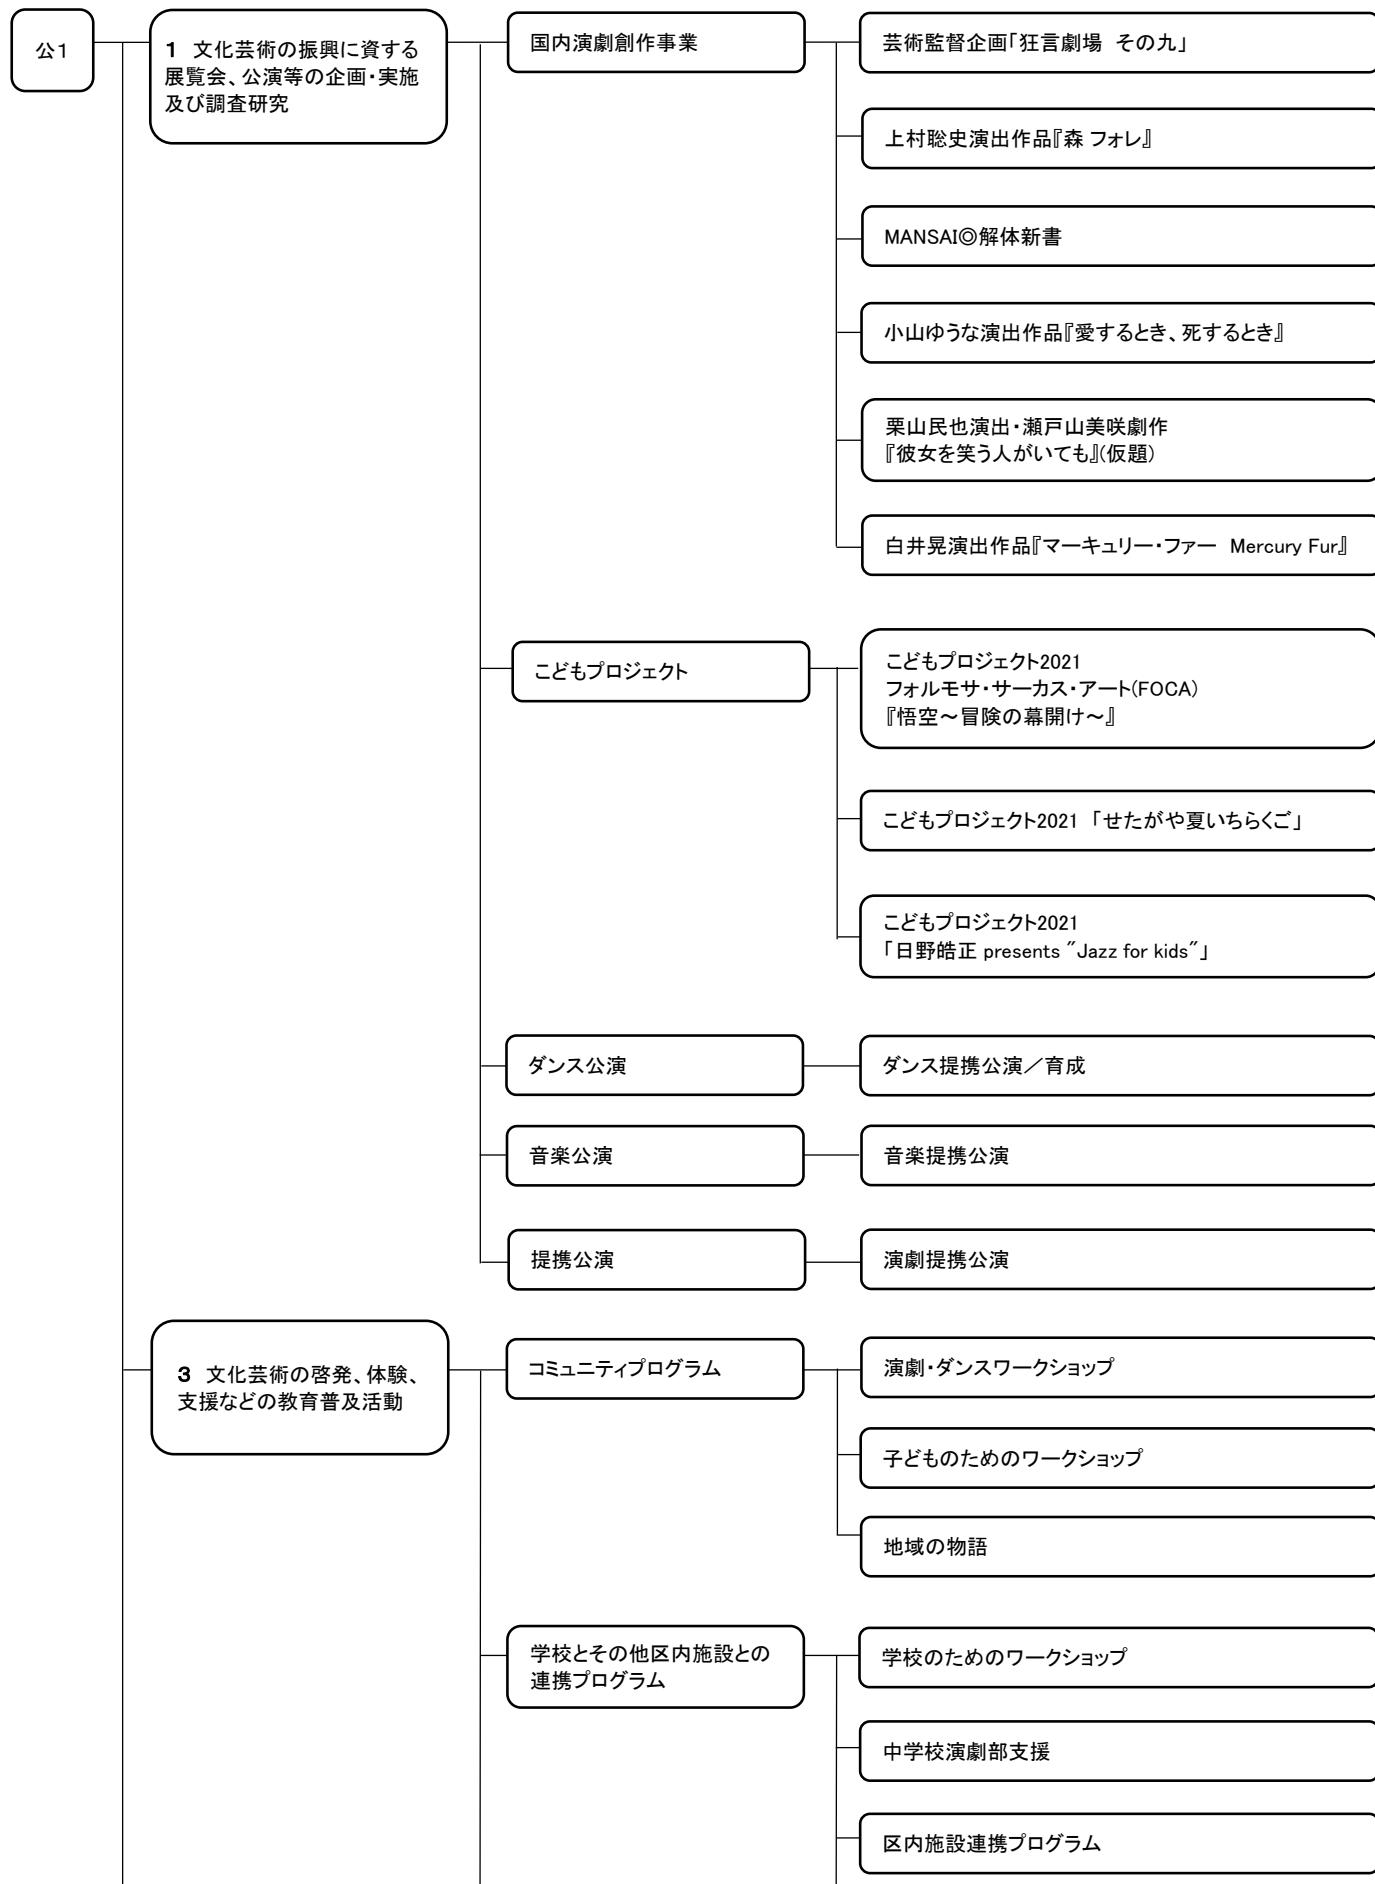 公1
1 文化芸術の振興に資する
展覧会、公演等の企画・実施
及び調査研究
国内演劇創作事業
芸術監督企画「狂言劇場 その九」
上村聡史演出作品『森 フォレ』
MANSAI◎解体新書
小山ゆうな演出作品『愛するとき、死するとき』
栗山民也演出・瀬戸山美咲劇作
『彼女を笑う人がいても』(仮題)
白井晃演出作品『マーキュリー・ファー Mercury Fur』
こどもプロジェクト
こどもプロジェクト2021
フォルモサ・サーカス・アート(FOCA)
『悟空～冒険の幕開け～』
こどもプロジェクト2021 「せたがや夏いちらくご」
こどもプロジェクト2021
「日野皓正 presents "Jazz for kids"」
ダンス公演
ダンス提携公演／育成
音楽公演
音楽提携公演
提携公演
演劇提携公演
3 文化芸術の啓発、体験、
支援などの教育普及活動
コミュニティプログラム
演劇・ダンスワークショップ
子どものためのワークショップ
地域の物語
学校とその他区内施設との
連携プログラム
学校のためのワークショップ
中学校演劇部支援
区内施設連携プログラム